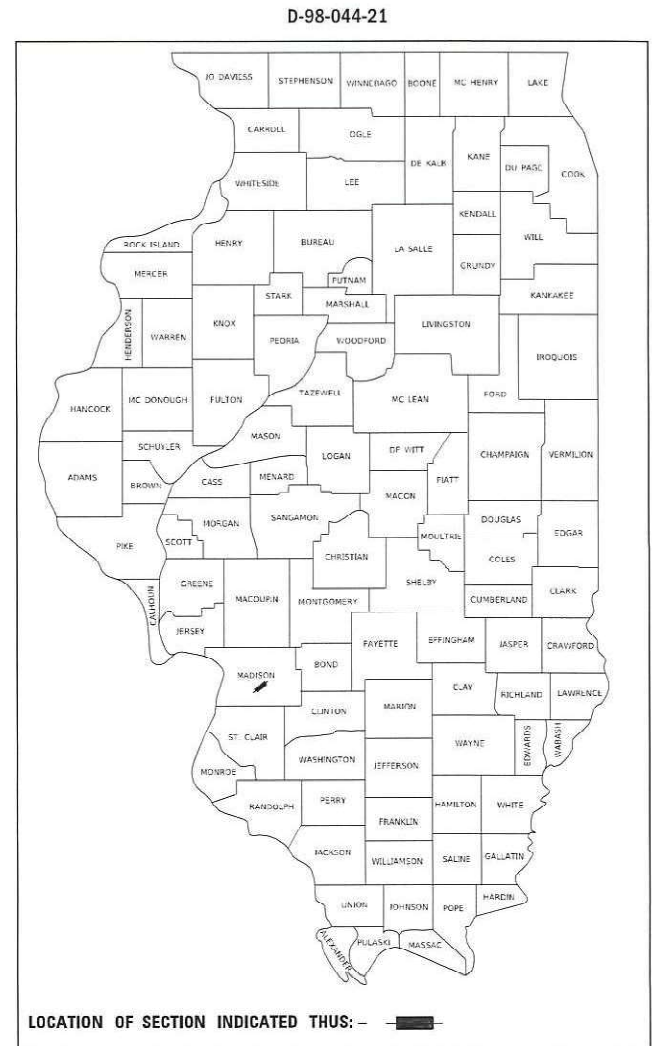 D-98-044-21
JO DAVIESS STEPHENSON WINNEBAGO BOONE MC HENRY LAKE
CARROLL OGLE
DE KALB KANE DU PAGE COOK
WHITESIDE LEE
KENDALL
ROCK ISLAND HENRY BUREAU LA SALLE WILL
MERCER PUTNAM GRUNDY
STARK MARSHALL KANKAKEE
HENDERSON WARREN KNOX PEORIA WOODFORD LIVINGSTON
IROQUOIS
HANCOCK MC DONOUGH FULTON TAZEWELL MC LEAN FORD
MASON
SCHUYLER LOGAN DE WITT CHAMPAIGN VERMILION
ADAMS BROWN CASS MENARD PIATT
MACON
MORGAN SANGAMON DOUGLAS
PIKE SCOTT CHRISTIAN MOULTRIE COLES EDGAR
GREENE SHELBY
CALHOUN MACOUPIN MONTGOMERY CUMBERLAND CLARK
JERSEY FAYETTE EFFINGHAM JASPER CRAWFORD
MADISON BOND
CLAY RICHLAND LAWRENCE
CLINTON MARION
ST. CLAIR WAYNE EDWARDS WABASH
MONROE WASHINGTON JEFFERSON
RANDOLPH PERRY HAMILTON WHITE
FRANKLIN
JACKSON WILLIAMSON SALINE GALLATIN
UNION JOHNSON POPE HARDIN
ALEXANDER PULASKI MASSAC
LOCATION OF SECTION INDICATED THUS: –